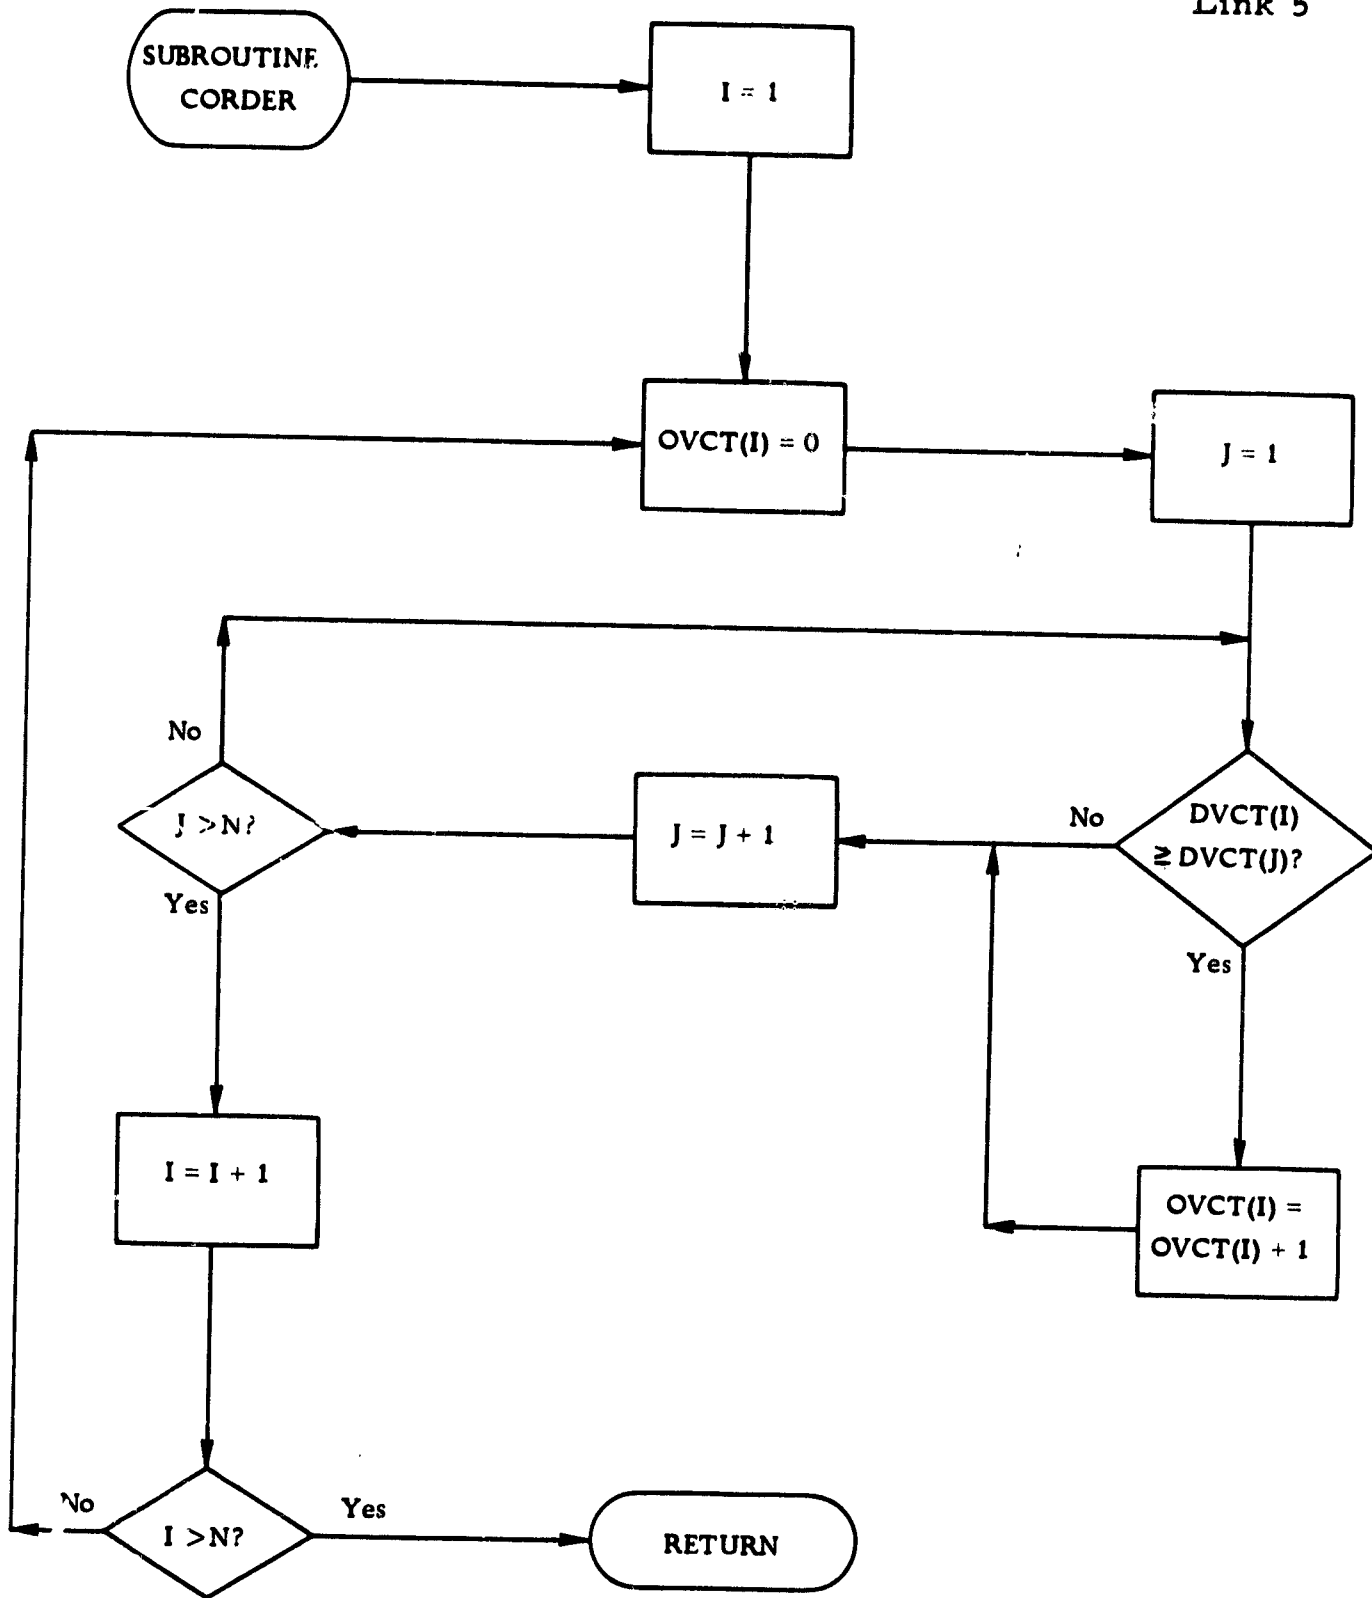 Link 5
SUBROUTINE
CORDER
I = 1
OVCT(I) = 0
J = 1
No
J > N?
Yes
J = J + 1
No
DVCT(I)
≧ DVCT(J)?
Yes
I = I + 1
OVCT(I) =
OVCT(I) + 1
No
I > N?
Yes
RETURN